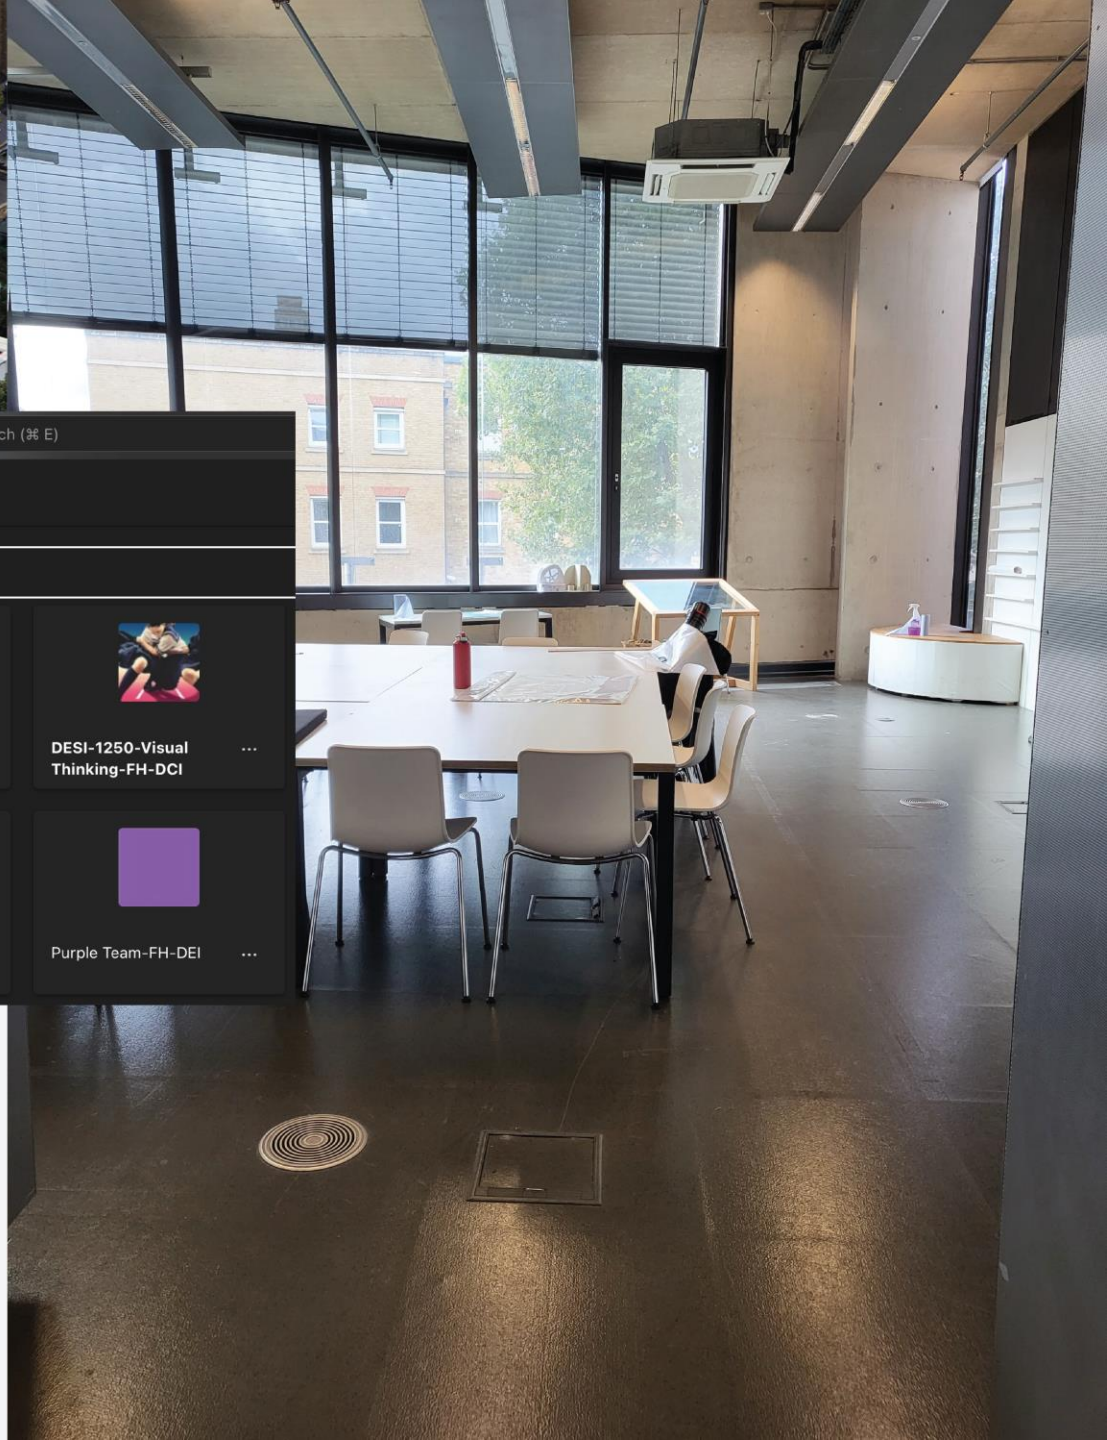 ch (⌘ E)
DESI-1250-Visual
Thinking-FH-DCI
...
Purple Team-FH-DEI
...